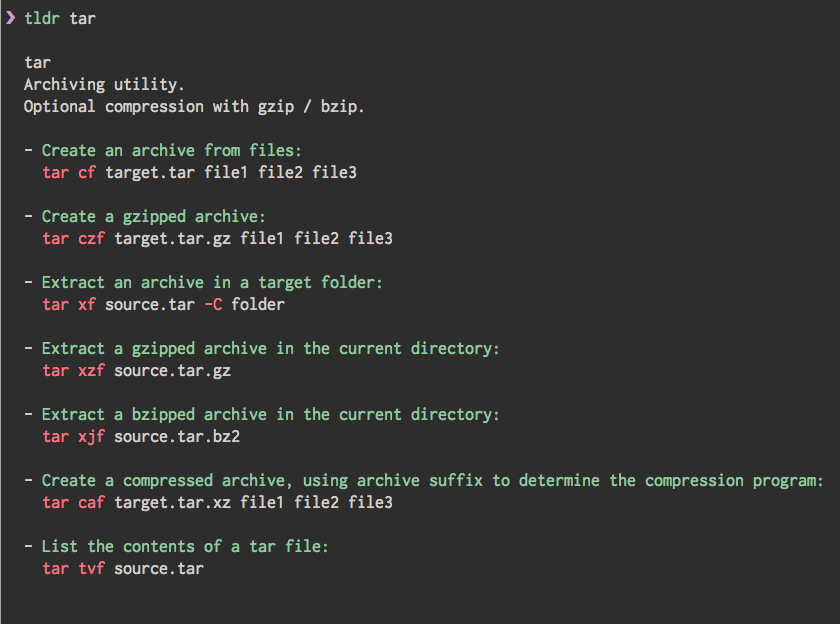 ❯ tldr tar
tar
Archiving utility.
Optional compression with gzip / bzip.
- Create an archive from files:
tar cf target.tar file1 file2 file3
- Create a gzipped archive:
tar czf target.tar.gz file1 file2 file3
- Extract an archive in a target folder:
tar xf source.tar -C folder
- Extract a gzipped archive in the current directory:
tar xzf source.tar.gz
- Extract a bzipped archive in the current directory:
tar xjf source.tar.bz2
- Create a compressed archive, using archive suffix to determine the compression program:
tar caf target.tar.xz file1 file2 file3
- List the contents of a tar file:
tar tvf source.tar